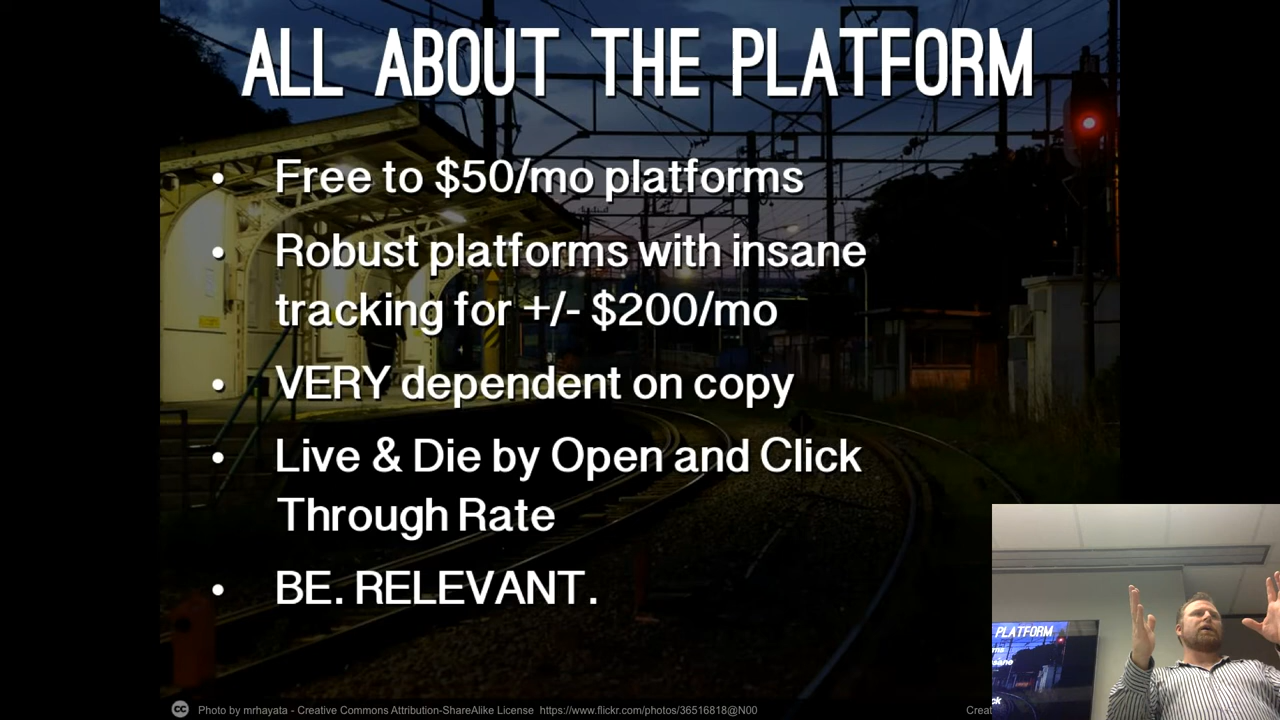 ALL ABOUT THE PLATFORM
• Free to $50/mo platforms
• Robust platforms with insane
tracking for +/- $200/mo
• VERY dependent on copy
• Live & Die by Open and Click
Through Rate
• BE. RELEVANT.
PLATFORM
Photo by mrhayata - Creative Commons Attribution-ShareAlike License https://www.flickr.com/photos/36516818@N00